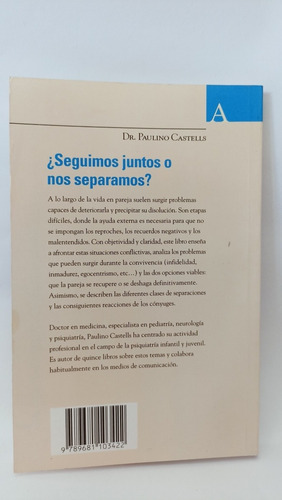 A
DR. PAULINO CASTELLS
¿Seguimos juntos o
nos separamos?
A lo largo de la vida en pareja suelen surgir problemas
capaces de deteriorarla y precipitar su disolución. Son etapas
difíciles, donde la ayuda externa es necesaria para que no
se impongan los reproches, los recuerdos negativos y los
malentendidos. Con objetividad y claridad, este libro enseña
a afrontar estas situaciones conflictivas, analiza los problemas
que pueden surgir durante la convivencia (infidelidad,
inmadurez, egocentrismo, etc...) y las dos opciones viables:
que la pareja se recupere o se deshaga definitivamente.
Asimismo, se describen las diferentes clases de separaciones
y las consiguientes reacciones de los cónyuges.
Doctor en medicina, especialista en pediatría, neurología
y psiquiatría, Paulino Castells ha centrado su actividad
profesional en el campo de la psiquiatría infantil y juvenil.
Es autor de quince libros sobre estos temas y colabora
habitualmente en los medios de comunicación.
9 789681 103422